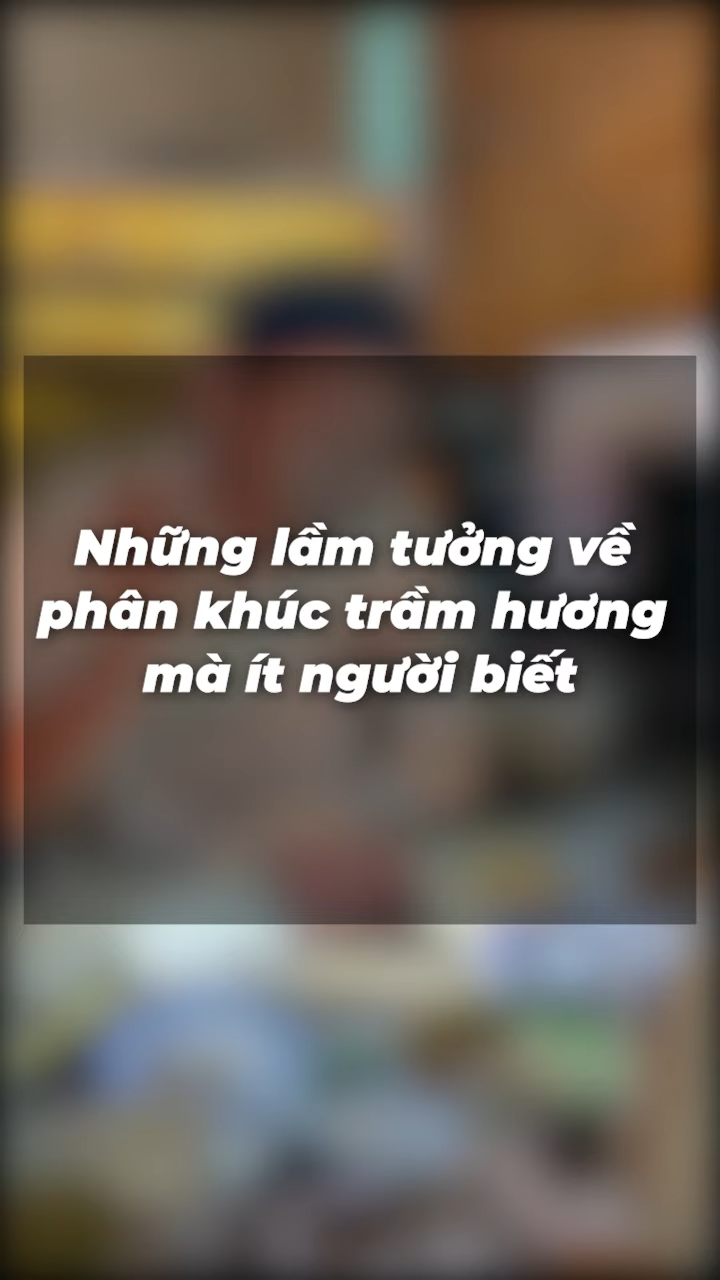 Những lầm tưởng về
phân khúc trầm hương
mà ít người biết